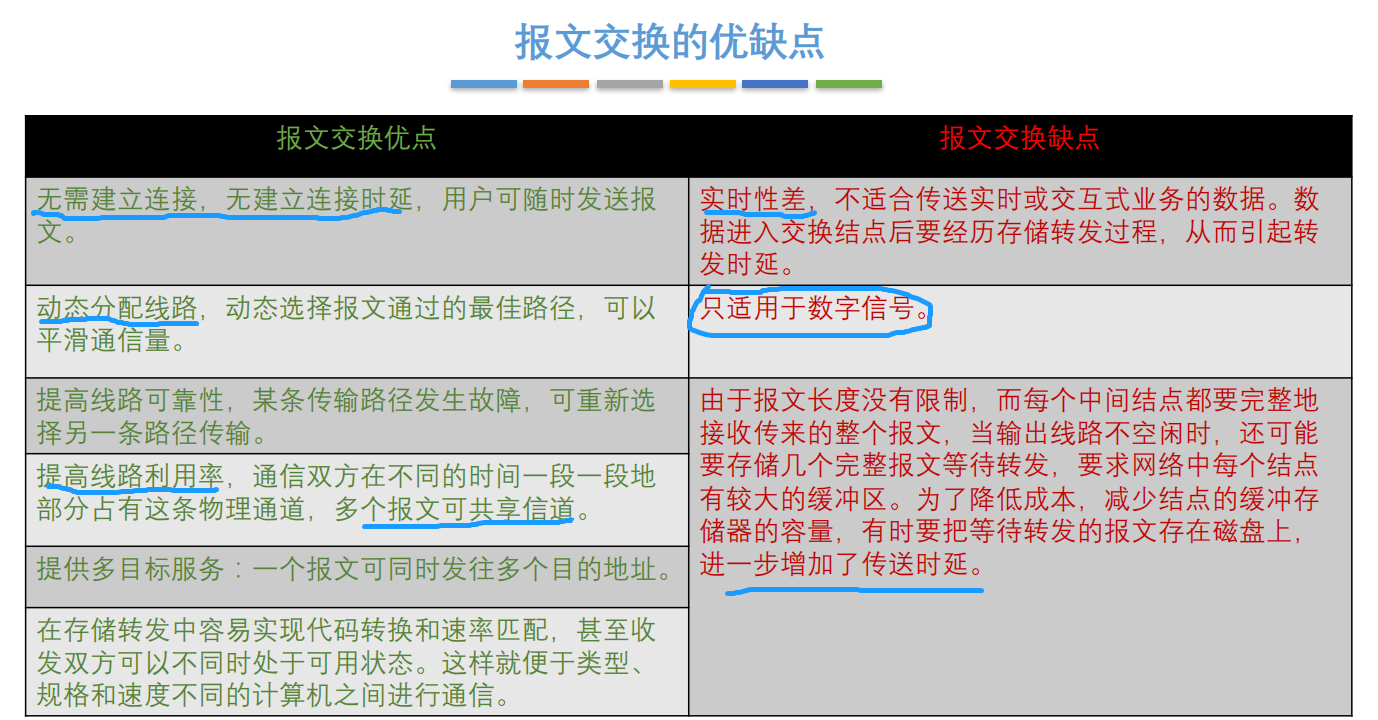 报文交换的优缺点
报文交换优点
报文交换缺点
无需建立连接，无建立连接时延，用户可随时发送报
文。
实时性差，不适合传送实时或交互式业务的数据。数
据进入交换结点后要经历存储转发过程，从而引起转
发时延。
动态分配线路，动态选择报文通过的最佳路径，可以
平滑通信量。
只适用于数字信号。
提高线路可靠性，某条传输路径发生故障，可重新选
择另一条路径传输。
提高线路利用率，通信双方在不同的时间一段一段地
部分占有这条物理通道，多个报文可共享信道。
提供多目标服务：一个报文可同时发往多个目的地址。
在存储转发中容易实现代码转换和速率匹配，甚至收
发双方可以不同时处于可用状态。这样就便于类型、
规格和速度不同的计算机之间进行通信。
由于报文长度没有限制，而每个中间结点都要完整地
接收传来的整个报文，当输出线路不空闲时，还可能
要存储几个完整报文等待转发，要求网络中每个结点
有较大的缓冲区。为了降低成本，减少结点的缓冲存
储器的容量，有时要把等待转发的报文存在磁盘上，
进一步增加了传送时延。